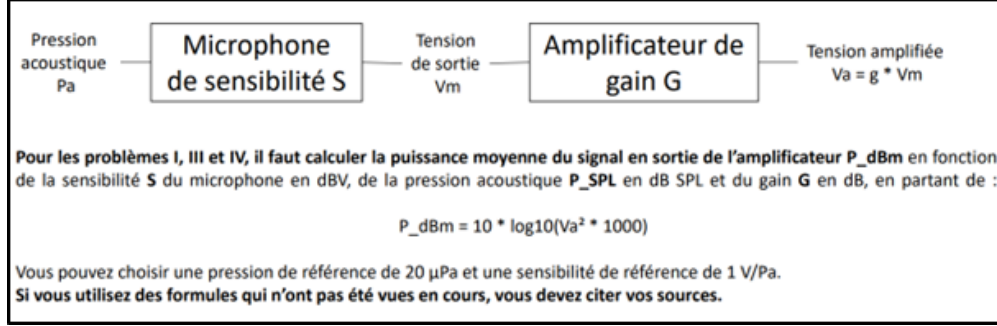 Pression
acoustique
Pa
Microphone
de sensibilité S
Tension
de sortie
Vm
Amplificateur de
gain G
Tension amplifiée
Va = g * Vm
Pour les problèmes I, III et IV, il faut calculer la puissance moyenne du signal en sortie de l'amplificateur P_dBm en fonction
de la sensibilité S du microphone en dBV, de la pression acoustique P_SPL en dB SPL et du gain G en dB, en partant de :
P_dBm = 10 * log10(Va² * 1000)
Vous pouvez choisir une pression de référence de 20 µPa et une sensibilité de référence de 1 V/Pa.
Si vous utilisez des formules qui n'ont pas été vues en cours, vous devez citer vos sources.